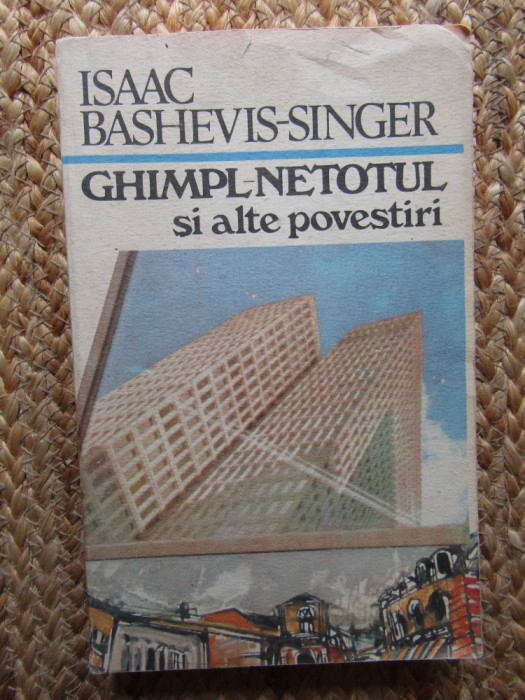 ISAAC
BASHEVIS-SINGER
GHIMPL-NETOTUL
și alte povestiri